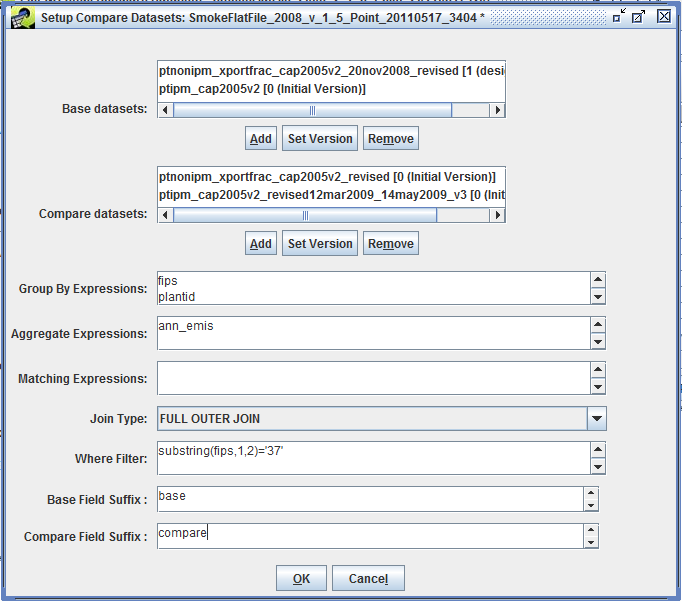 Setup Compare Datasets: SmokeFlatFile_2008_v_1_5_Point_20110517_3404 *
ptnonipm_xportfrac_cap2005v2_20nov2008_revised [1 (desi
ptipm_cap2005v2 [0 (Initial Version)]
Base datasets:
Add Set Version Remove
ptnonipm_xportfrac_cap2005v2_revised [0 (Initial Version)]
ptipm_cap2005v2_revised12mar2009_14may2009_v3 [0 (Init
Compare datasets:
Add Set Version Remove
Group By Expressions: fips
plantid
Aggregate Expressions: ann_emis
Matching Expressions:
Join Type: FULL OUTER JOIN
Where Filter: substring(fips,1,2)='37'
Base Field Suffix : base
Compare Field Suffix : compare
OK Cancel